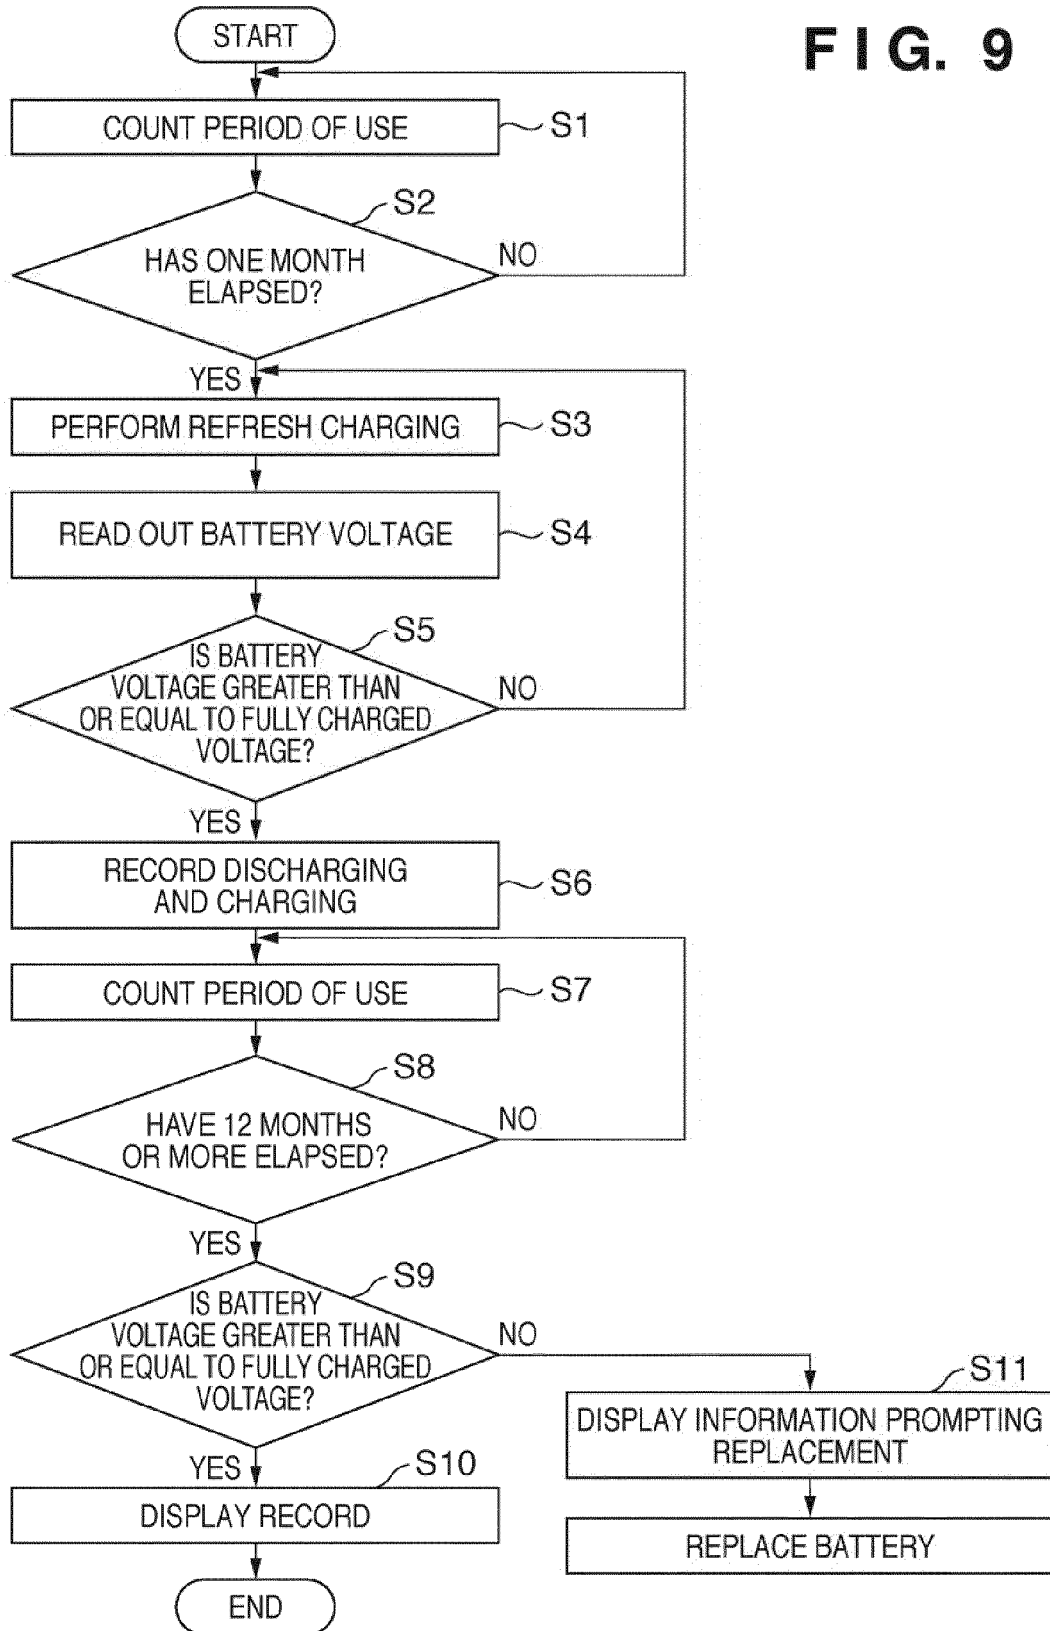 FIG. 9
START
COUNT PERIOD OF USE
S1
S2
HAS ONE MONTH
ELAPSED?
NO
YES
PERFORM REFRESH CHARGING
S3
READ OUT BATTERY VOLTAGE
S4
S5
IS BATTERY
VOLTAGE GREATER THAN
OR EQUAL TO FULLY CHARGED
VOLTAGE?
NO
YES
RECORD DISCHARGING
AND CHARGING
S6
COUNT PERIOD OF USE
S7
S8
HAVE 12 MONTHS
OR MORE ELAPSED?
NO
YES
S9
IS BATTERY
VOLTAGE GREATER THAN
OR EQUAL TO FULLY CHARGED
VOLTAGE?
NO
S11
DISPLAY INFORMATION PROMPTING
REPLACEMENT
YES
S10
DISPLAY RECORD
REPLACE BATTERY
END